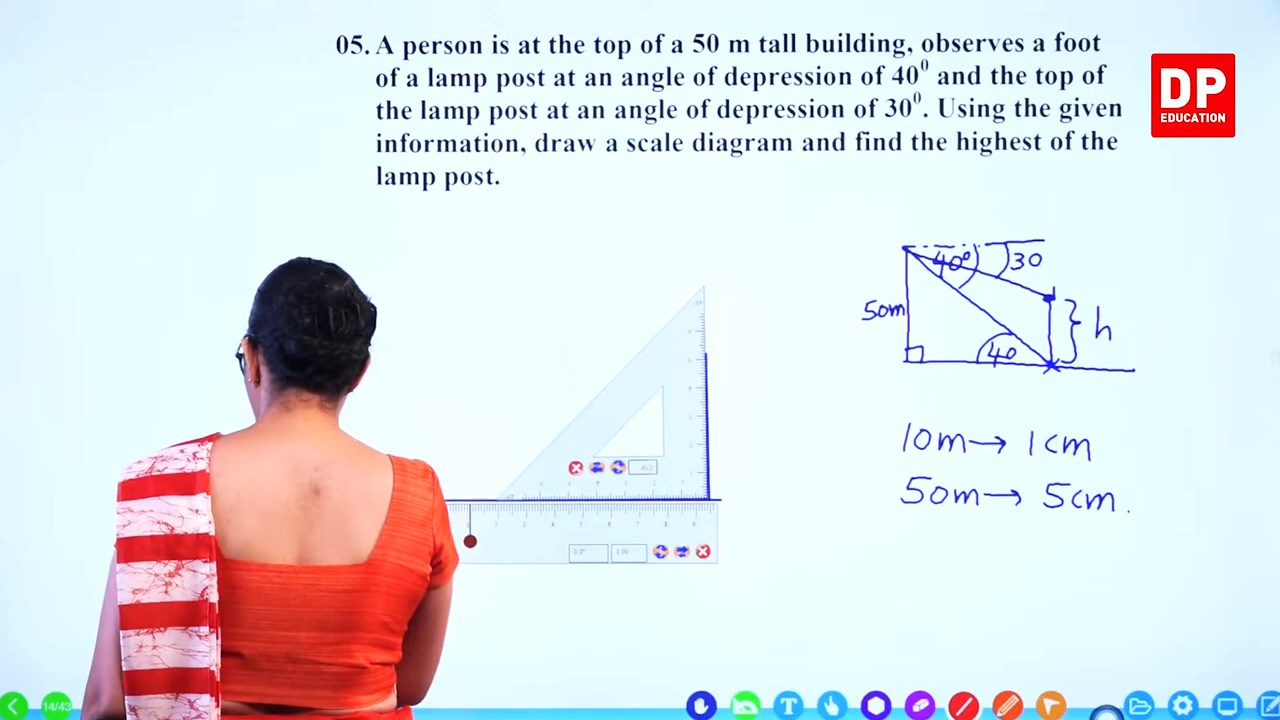 05. A person is at the top of a 50 m tall building, observes a foot
of a lamp post at an angle of depression of 40⁰ and the top of
the lamp post at an angle of depression of 30⁰. Using the given
information, draw a scale diagram and find the highest of the
lamp post.
DP
EDUCATION
40⁰
30
50m
h
40
10m → 1cm
50m → 5cm.
14/43